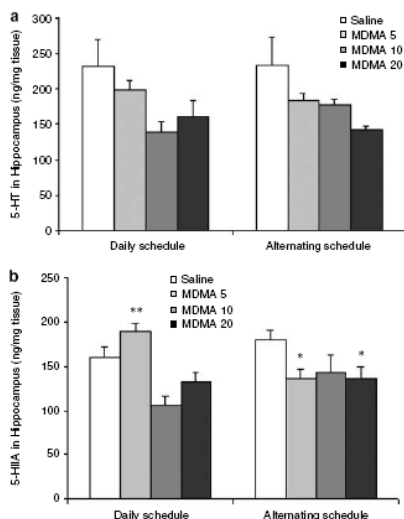 a
300
250
200
150
100
50
0
5-HT in Hippocampus (ng/mg tissue)
Saline
MDMA 5
MDMA 10
MDMA 20
Daily schedule
Alternating schedule
b
250
200
150
100
50
0
5-HIIA in Hippocampus (ng/mg tissue)
Saline
MDMA 5
MDMA 10
MDMA 20
**
*
*
Daily schedule
Alternating schedule